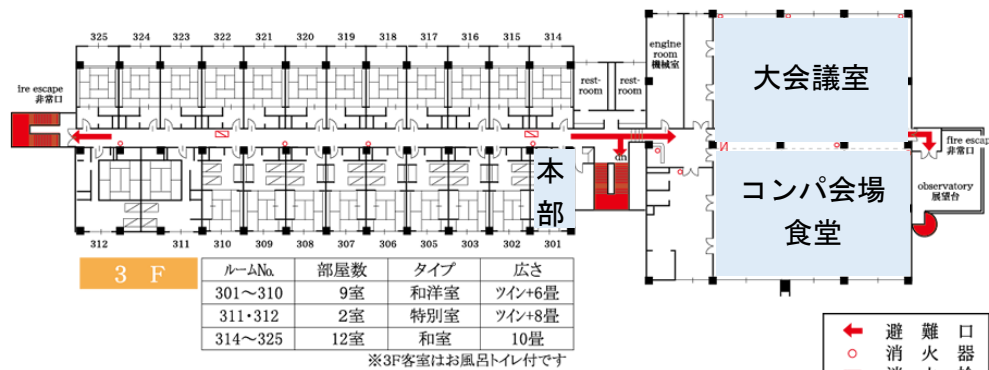 325 324 323 322 321 320 319 318 317 316 315 314
engine
room
機械室
大会議室
rest-
room
rest-
room
ire escape
非常口
fire escap
非常口
dn
本
部
コンパ会場
食堂
observatory
展望台
312 311 310 309 308 307 306 305 303 302 301
3 F
ルームNo. 部屋数 タイプ 広さ
301～310 9室 和洋室 ツイン+6畳
311・312 2室 特別室 ツイン+8畳
314～325 12室 和室 10畳
※3F客室はお風呂トイレ付です
避難口
消火器